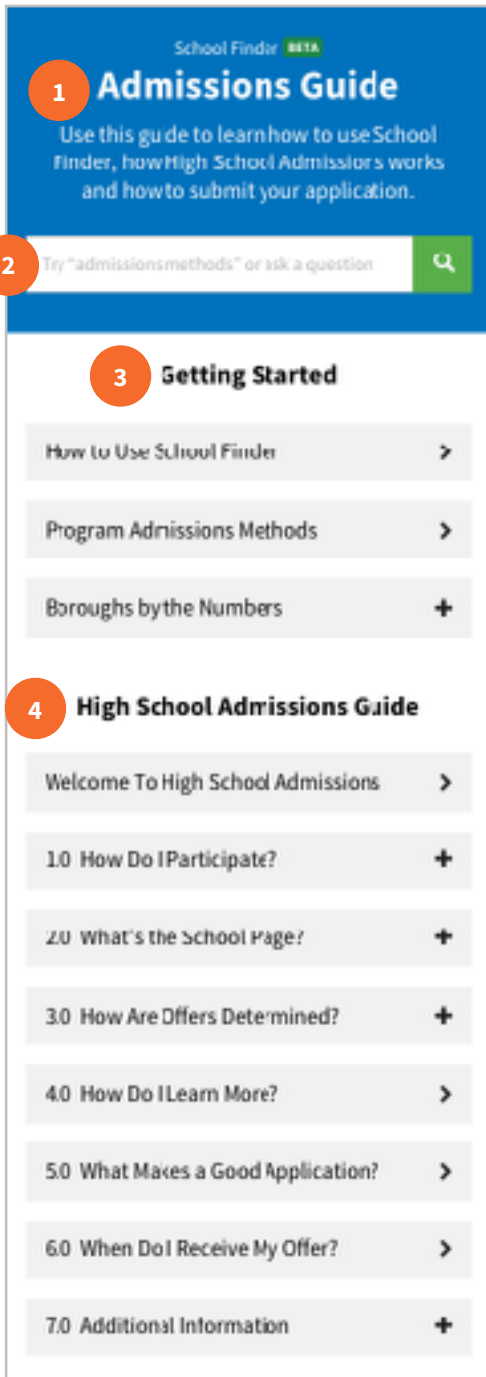 School Finder BETA
1 Admissions Guide
Use this guide to learn how to use School
Finder, how High School Admissions works
and how to submit your application.
2 Try "admissions methods" or ask a question
3 Getting Started
How to Use School Finder
Program Admissions Methods
Boroughs by the Numbers
4 High School Admissions Guide
Welcome To High School Admissions
1.0 How Do I Participate?
2.0 What's the School Page?
3.0 How Are Offers Determined?
4.0 How Do I Learn More?
5.0 What Makes a Good Application?
6.0 When Do I Receive My Offer?
7.0 Additional Information